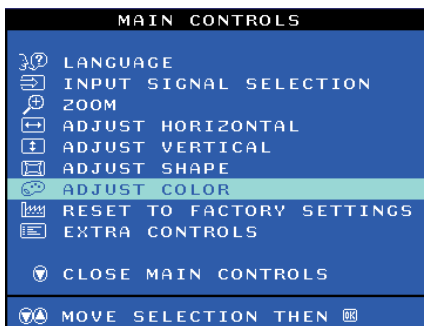 MAIN CONTROLS
LANGUAGE
INPUT SIGNAL SELECTION
ZOOM
ADJUST HORIZONTAL
ADJUST VERTICAL
ADJUST SHAPE
ADJUST COLOR
RESET TO FACTORY SETTINGS
EXTRA CONTROLS
CLOSE MAIN CONTROLS
MOVE SELECTION THEN OK